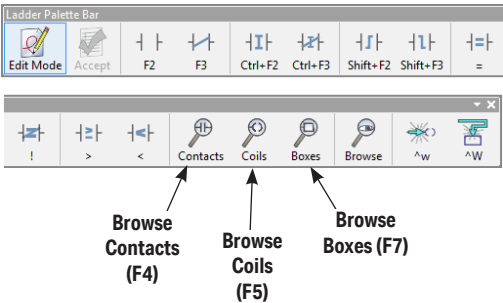 Ladder Palette Bar
Edit Mode Accept F2 F3 Ctrl+F2 Ctrl+F3 Shift+F2 Shift+F3 =
! > < Contacts Coils Boxes Browse ^w ^W
Browse Contacts (F4)
Browse Coils (F5)
Browse Boxes (F7)